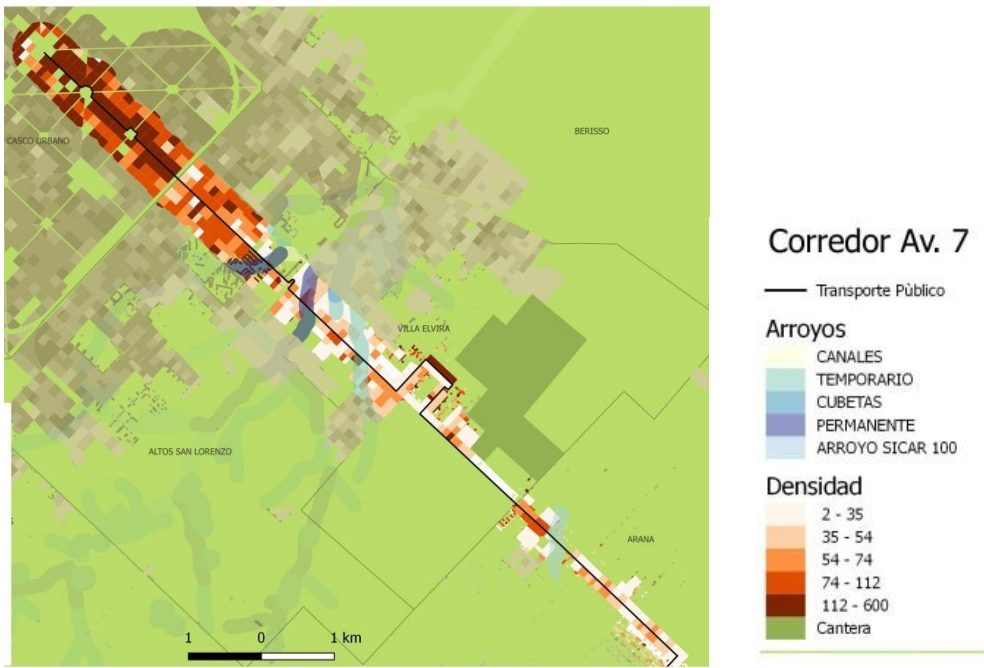 CASCO URBANO
BERISSO
VILLA ELVIRA
ALTOS SAN LORENZO
ARANA
1 0 1 km
Corredor Av. 7
Transporte Pùblico
Arroyos
CANALES
TEMPORARIO
CUBETAS
PERMANENTE
ARROYO SICAR 100
Densidad
2 - 35
35 - 54
54 - 74
74 - 112
112 - 600
Cantera